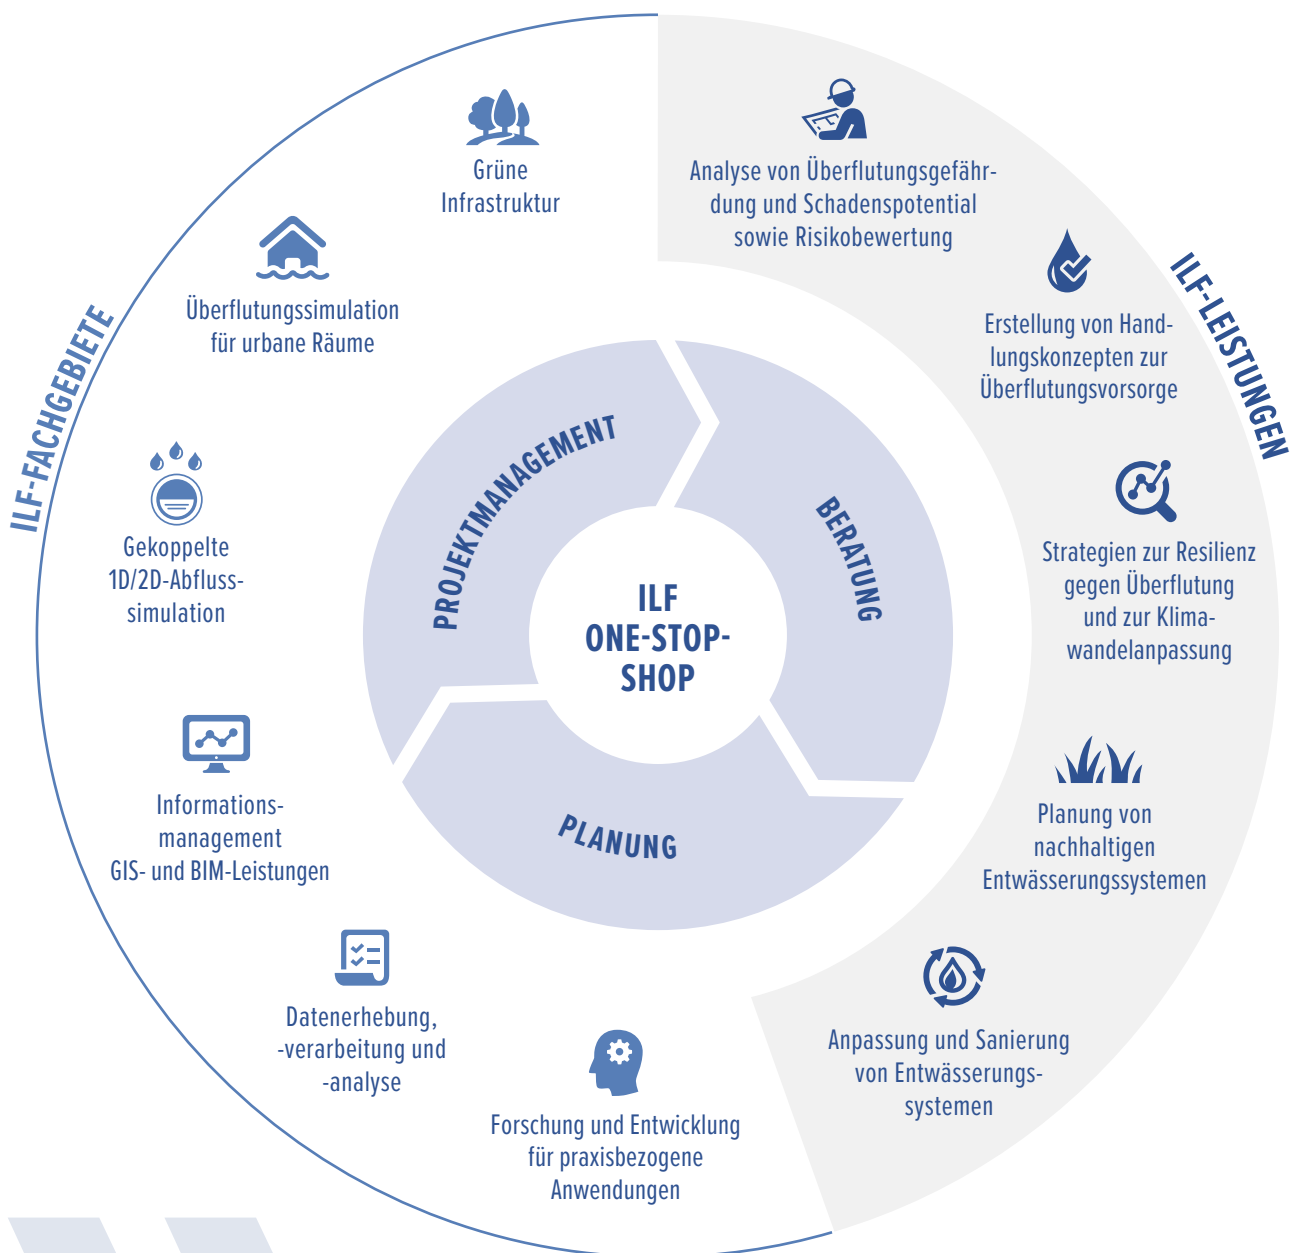 ILF-FACHGEBIETE
Grüne
Infrastruktur
Überflutungssimulation
für urbane Räume
Gekoppelte
1D/2D-Abfluss-
simulation
Informations-
management
GIS- und BIM-Leistungen
Datenerhebung,
-verarbeitung und
-analyse
Forschung und Entwicklung
für praxisbezogene
Anwendungen
ILF-LEISTUNGEN
Analyse von Überflutungsgefähr-
dung und Schadenspotential
sowie Risikobewertung
Erstellung von Hand-
lungskonzepten zur
Überflutungsvorsorge
Strategien zur Resilienz
gegen Überflutung
und zur Klima-
wandelanpassung
Planung von
nachhaltigen
Entwässerungssystemen
Anpassung und Sanierung
von Entwässerungs-
systemen
PROJEKTMANAGEMENT
BERATUNG
PLANUNG
ILF
ONE-STOP-
SHOP